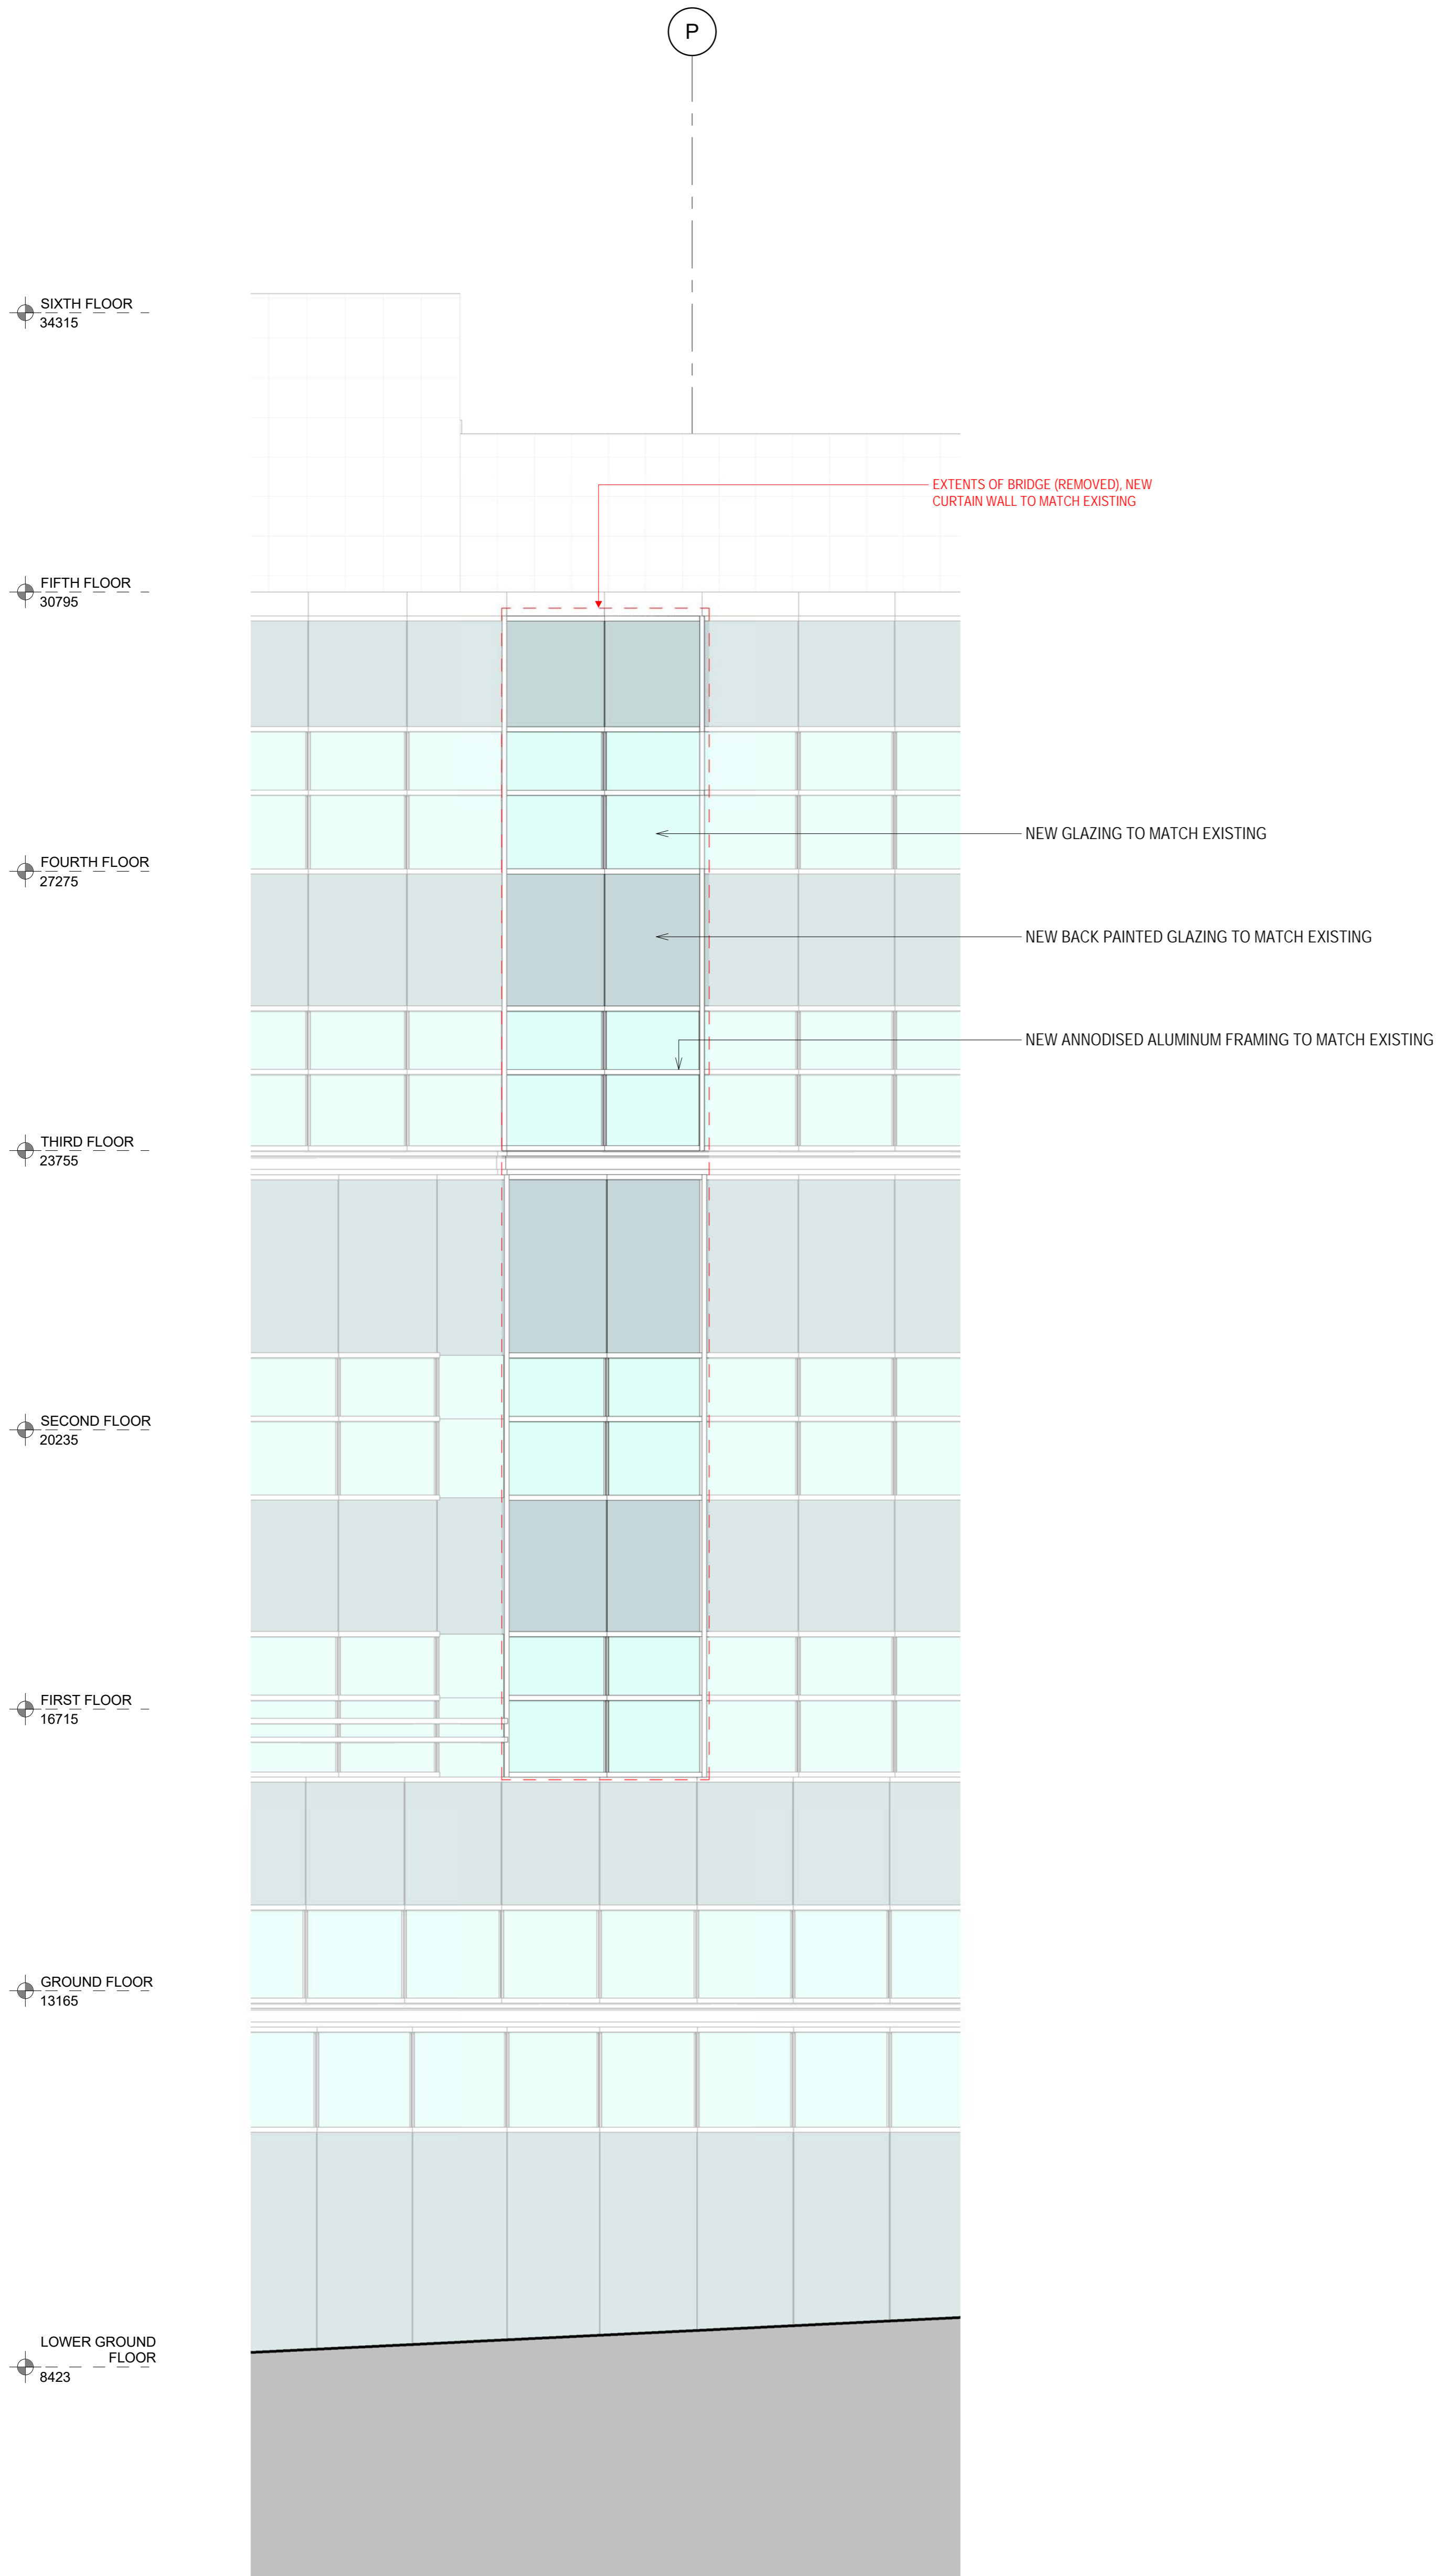 P
SIXTH FLOOR
34315
EXTENTS OF BRIDGE (REMOVED), NEW
CURTAIN WALL TO MATCH EXISTING
FIFTH FLOOR
30795
NEW GLAZING TO MATCH EXISTING
FOURTH FLOOR
27275
NEW BACK PAINTED GLAZING TO MATCH EXISTING
NEW ANNODISED ALUMINUM FRAMING TO MATCH EXISTING
THIRD FLOOR
23755
SECOND FLOOR
20235
FIRST FLOOR
16715
GROUND FLOOR
13165
LOWER GROUND
FLOOR
8423